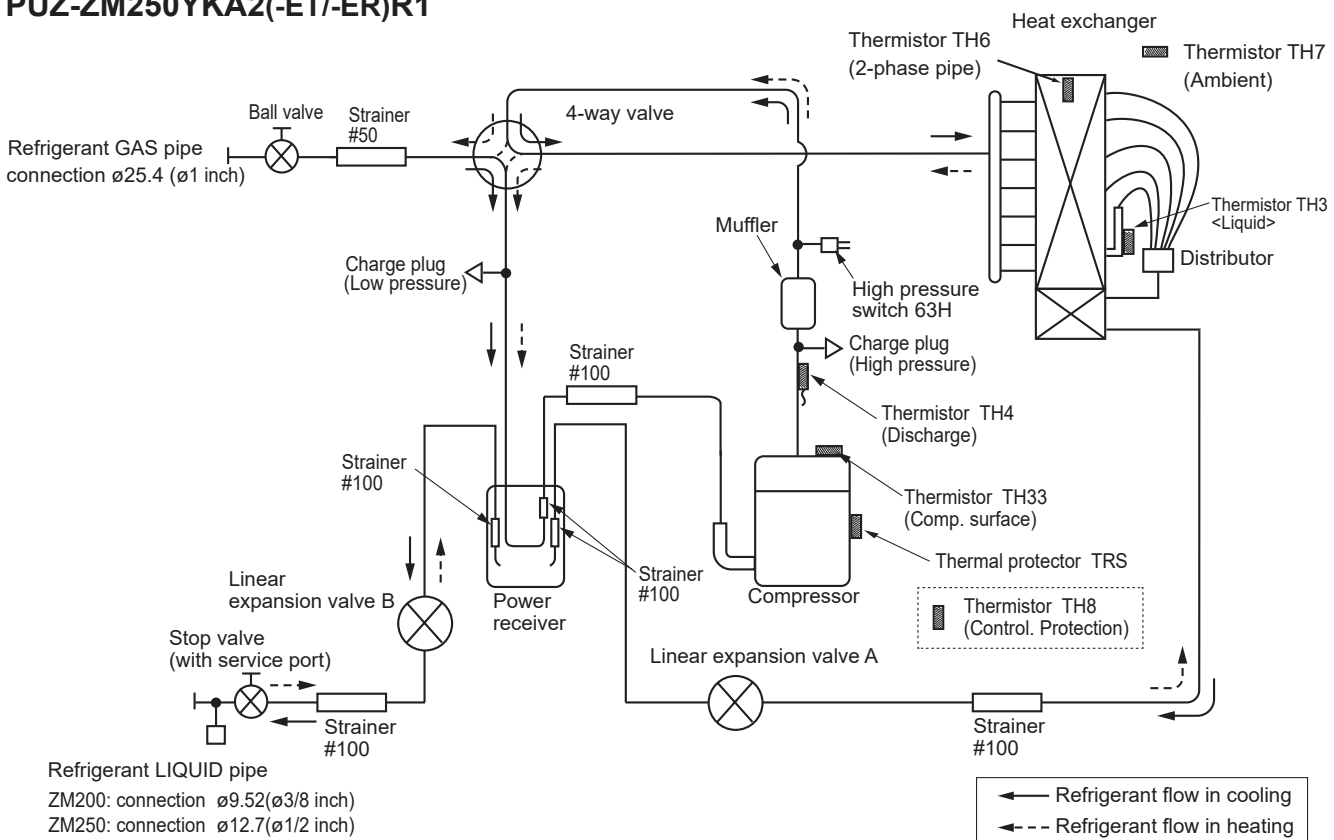 PUZ-ZM250YKA2(-ET/-ER)R1
Heat exchanger
Thermistor TH6
(2-phase pipe)
Thermistor TH7
(Ambient)
Ball valve
Strainer
#50
4-way valve
Refrigerant GAS pipe
connection ø25.4 (ø1 inch)
Thermistor TH3
<Liquid>
Distributor
Muffler
Charge plug
(Low pressure)
High pressure
switch 63H
Charge plug
(High pressure)
Strainer
#100
Thermistor TH4
(Discharge)
Strainer
#100
Thermistor TH33
(Comp. surface)
Thermal protector TRS
Strainer
#100
Compressor
Power
receiver
Thermistor TH8
(Control. Protection)
Linear
expansion valve B
Stop valve
(with service port)
Linear expansion valve A
Strainer
#100
Strainer
#100
Refrigerant LIQUID pipe
ZM200: connection ø9.52(ø3/8 inch)
ZM250: connection ø12.7(ø1/2 inch)
Refrigerant flow in cooling
Refrigerant flow in heating